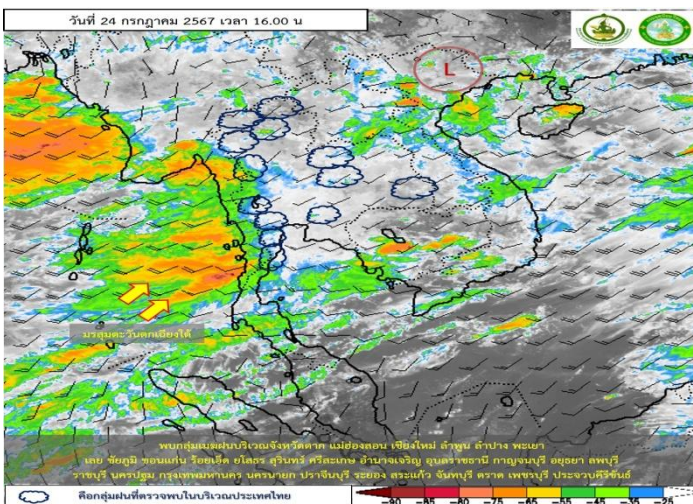 วันที่ 24 กรกฎาคม 2567 เวลา 16.00 น
L
มรสุมตะวันตกเฉียงใต้
พบกลุ่มเมฆฝนบริเวณจังหวัดตาก แม่ฮ่องสอน เชียงใหม่ ลำพูน ลำปาง พะเยา
เลย ชัยภูมิ ขอนแก่น ร้อยเอ็ด ยโสธร สุรินทร์ ศรีสะเกษ อำนาจเจริญ อุบลราชธานี กาญจนบุรี อยุธยา ลพบุรี
ราชบุรี นครปฐม กรุงเทพมหานคร นครนายก ปราจีนบุรี ระยอง สระแก้ว จันทบุรี ตราด เพชรบุรี ประจวบคีรีขันธ์
คือกลุ่มฝนที่ตรวจพบในบริเวณประเทศไทย
-90 -85 -75 -65 -55 -45 -35 -25